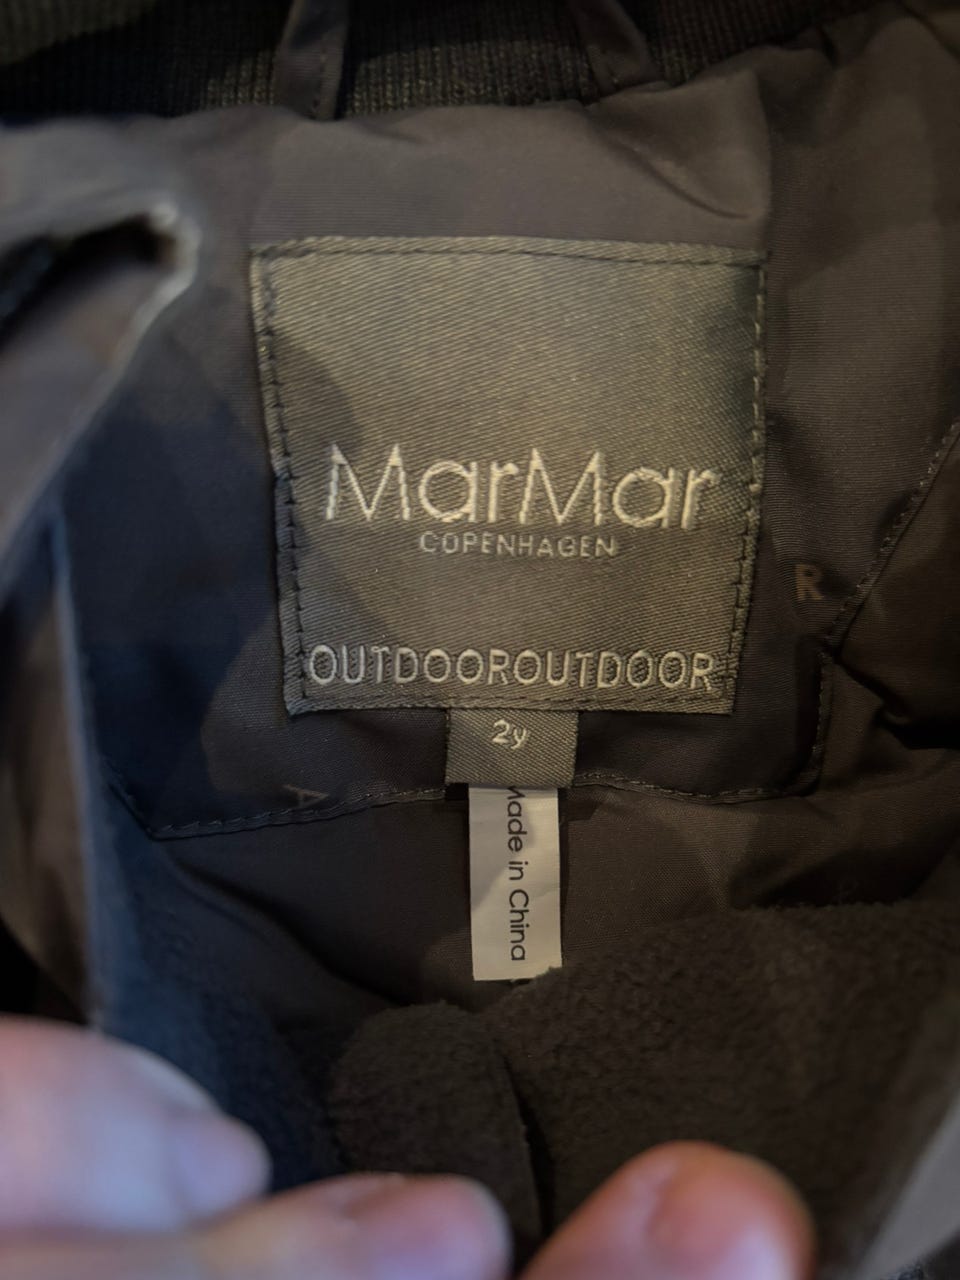 MarMar
COPENHAGEN
R
OUTDOOROUTDOOR
2y
A
Made in China